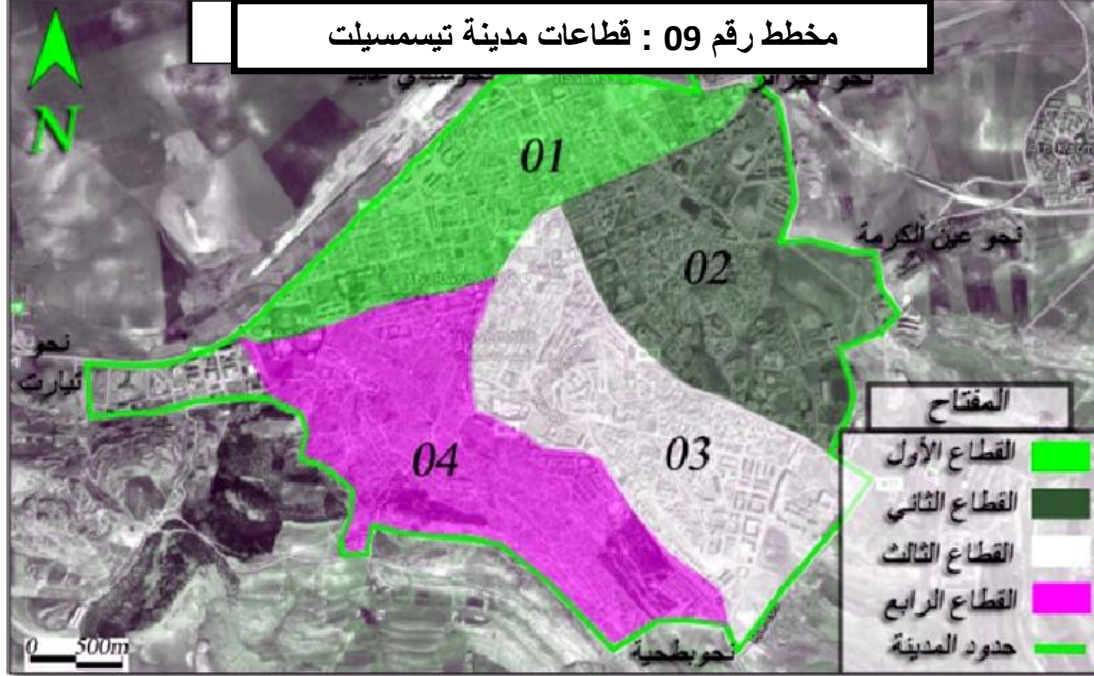 مخطط رقم 09 : قطاعات مدينة تيسمسيلت
نحو الجزائر
N
01
02
نحو عين الكرمة
نحو
تيارت
03
04
المفتاح
القطاع الأول
القطاع الثاني
القطاع الثالث
القطاع الرابع
حدود المدينة
0 500m
نحو بطحية